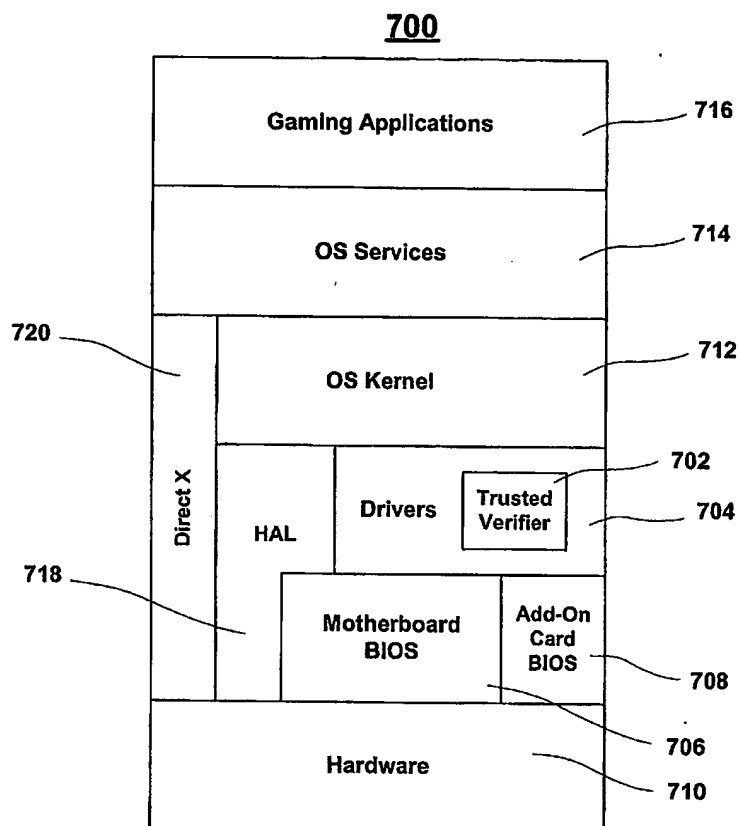 700
Gaming Applications
716
OS Services
714
720
OS Kernel
712
Direct X
HAL
Drivers
Trusted
Verifier
702
704
718
Motherboard
BIOS
Add-On
Card
BIOS
708
706
Hardware
710